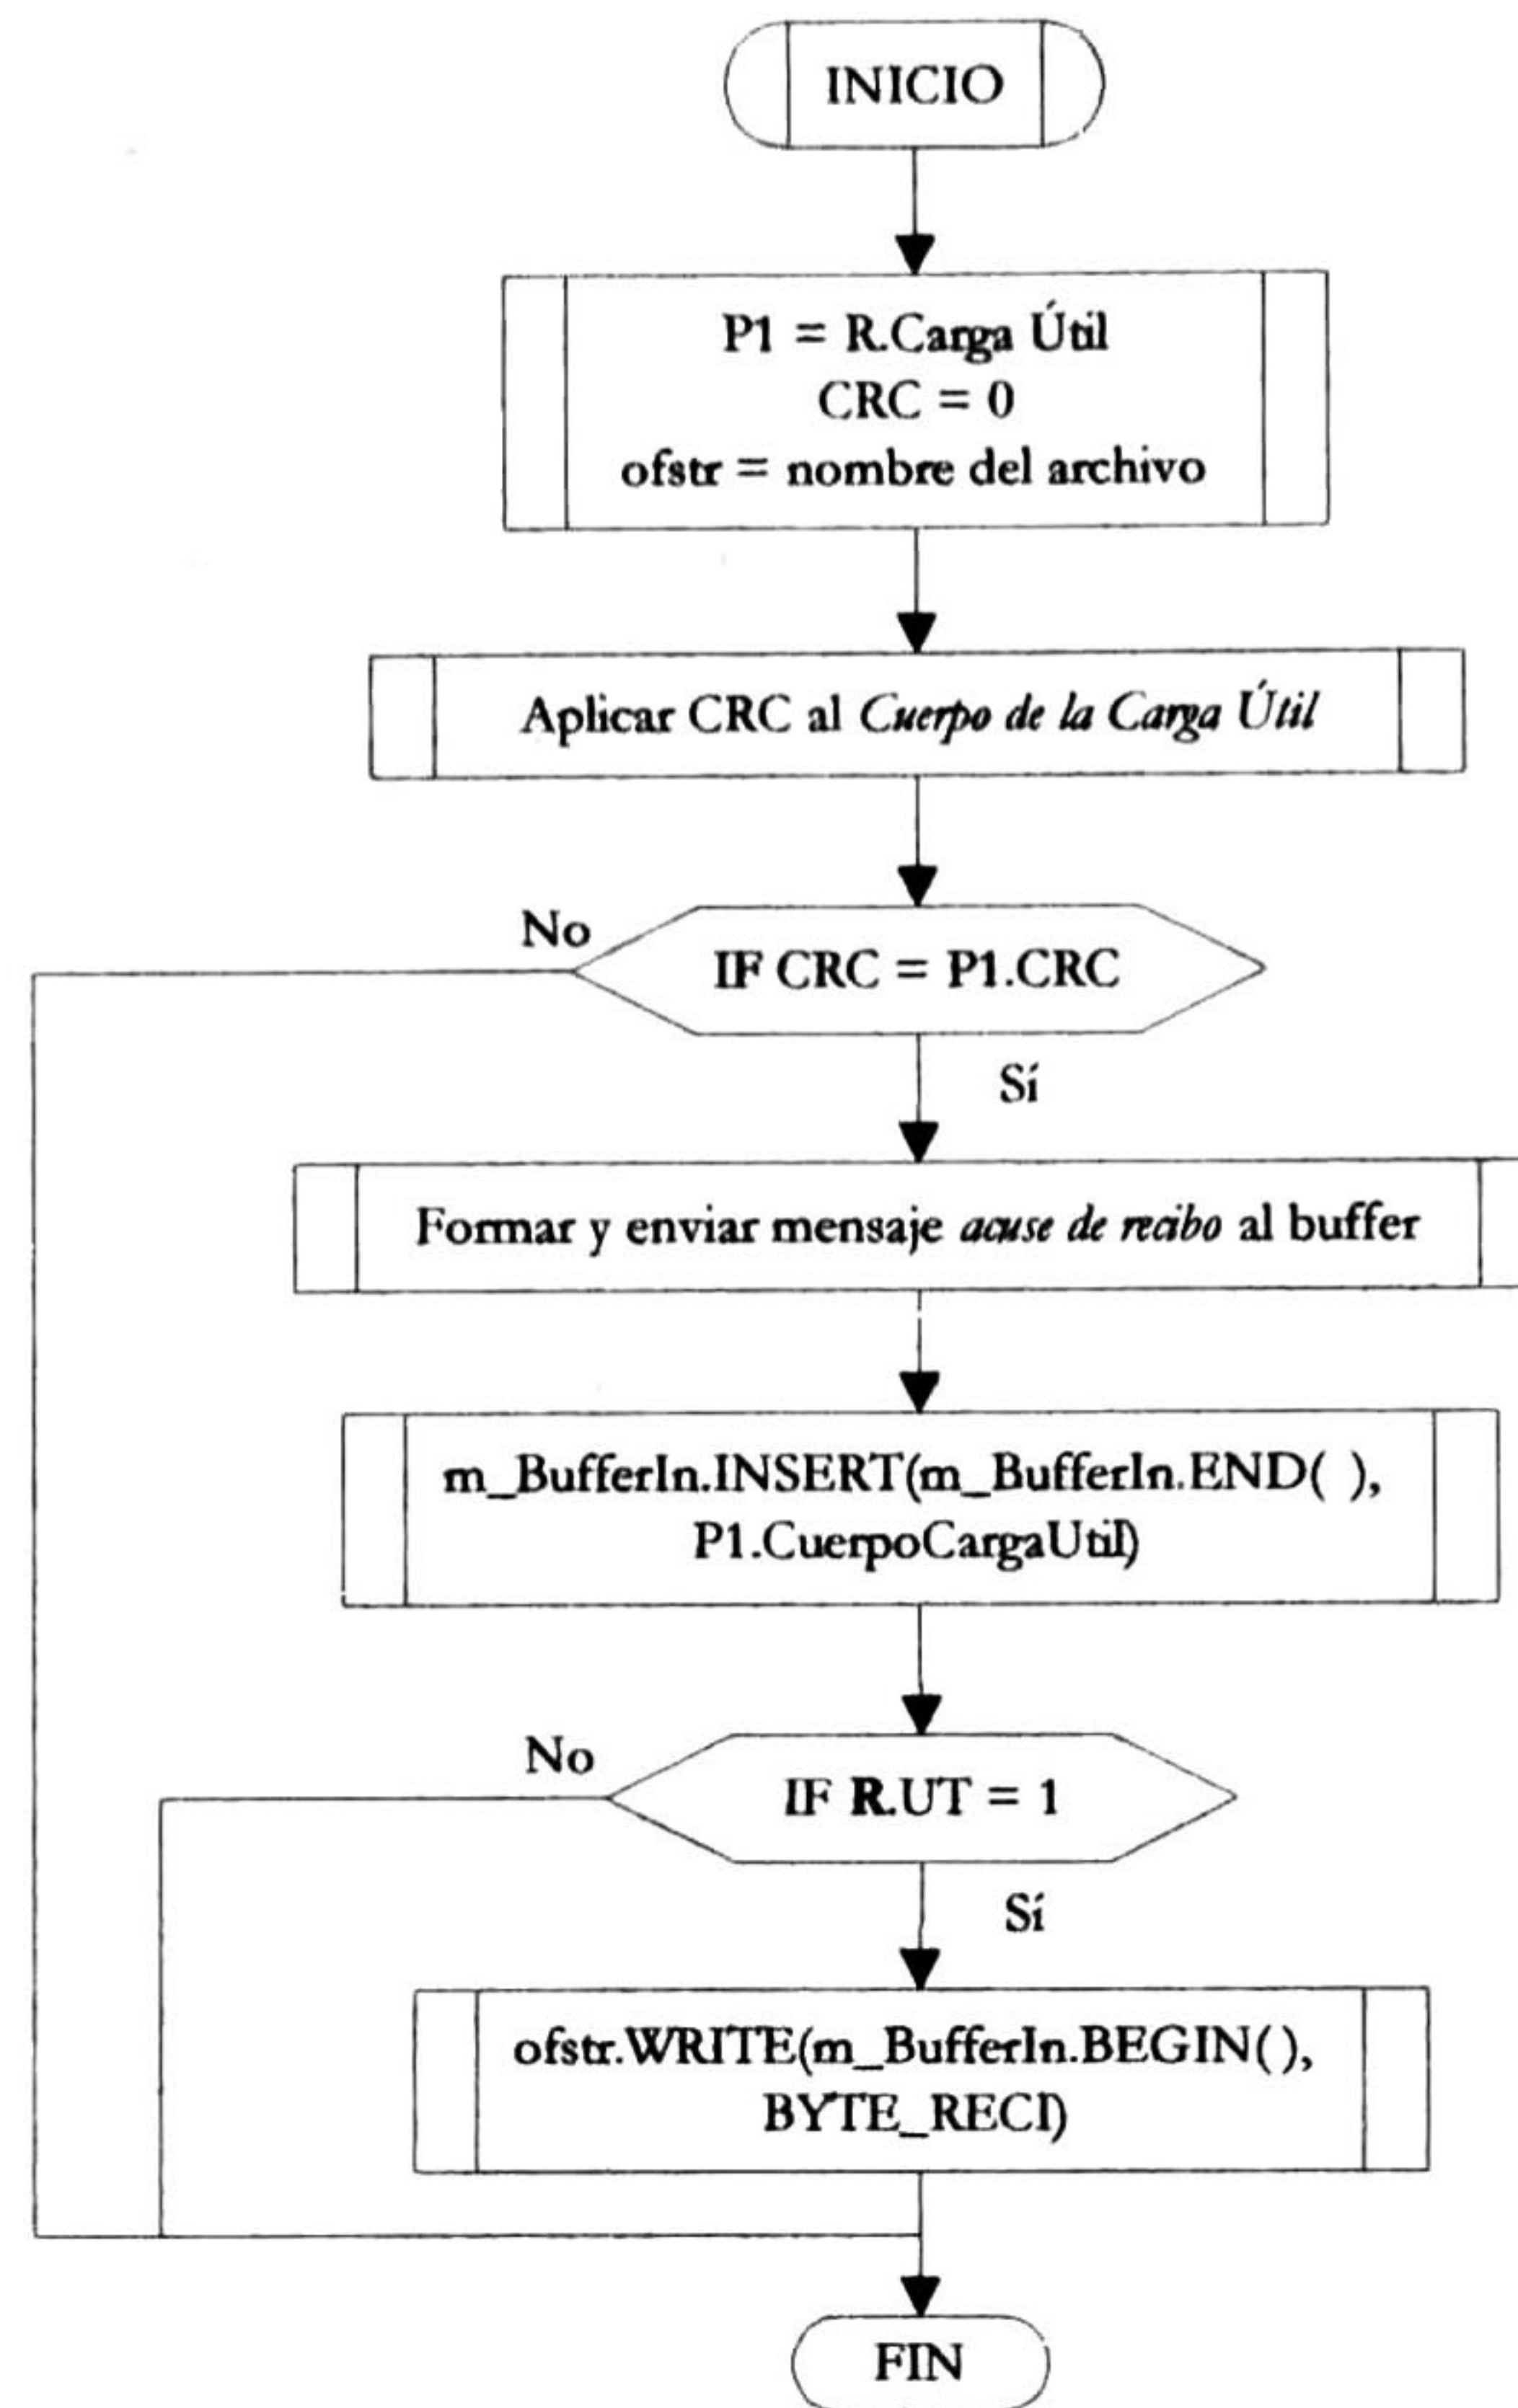 INICIO
P1 = R.Carga Útil
CRC = 0
ofstr = nombre del archivo
Aplicar CRC al Cuerpo de la Carga Útil
No
IF CRC = P1.CRC
Sí
Formar y enviar mensaje acuse de recibo al buffer
m_BufferIn.INSERT(m_BufferIn.END( ),
P1.CuerpoCargaUtil)
No
IF R.UT = 1
Sí
ofstr.WRITE(m_BufferIn.BEGIN( ),
BYTE_RECI)
FIN